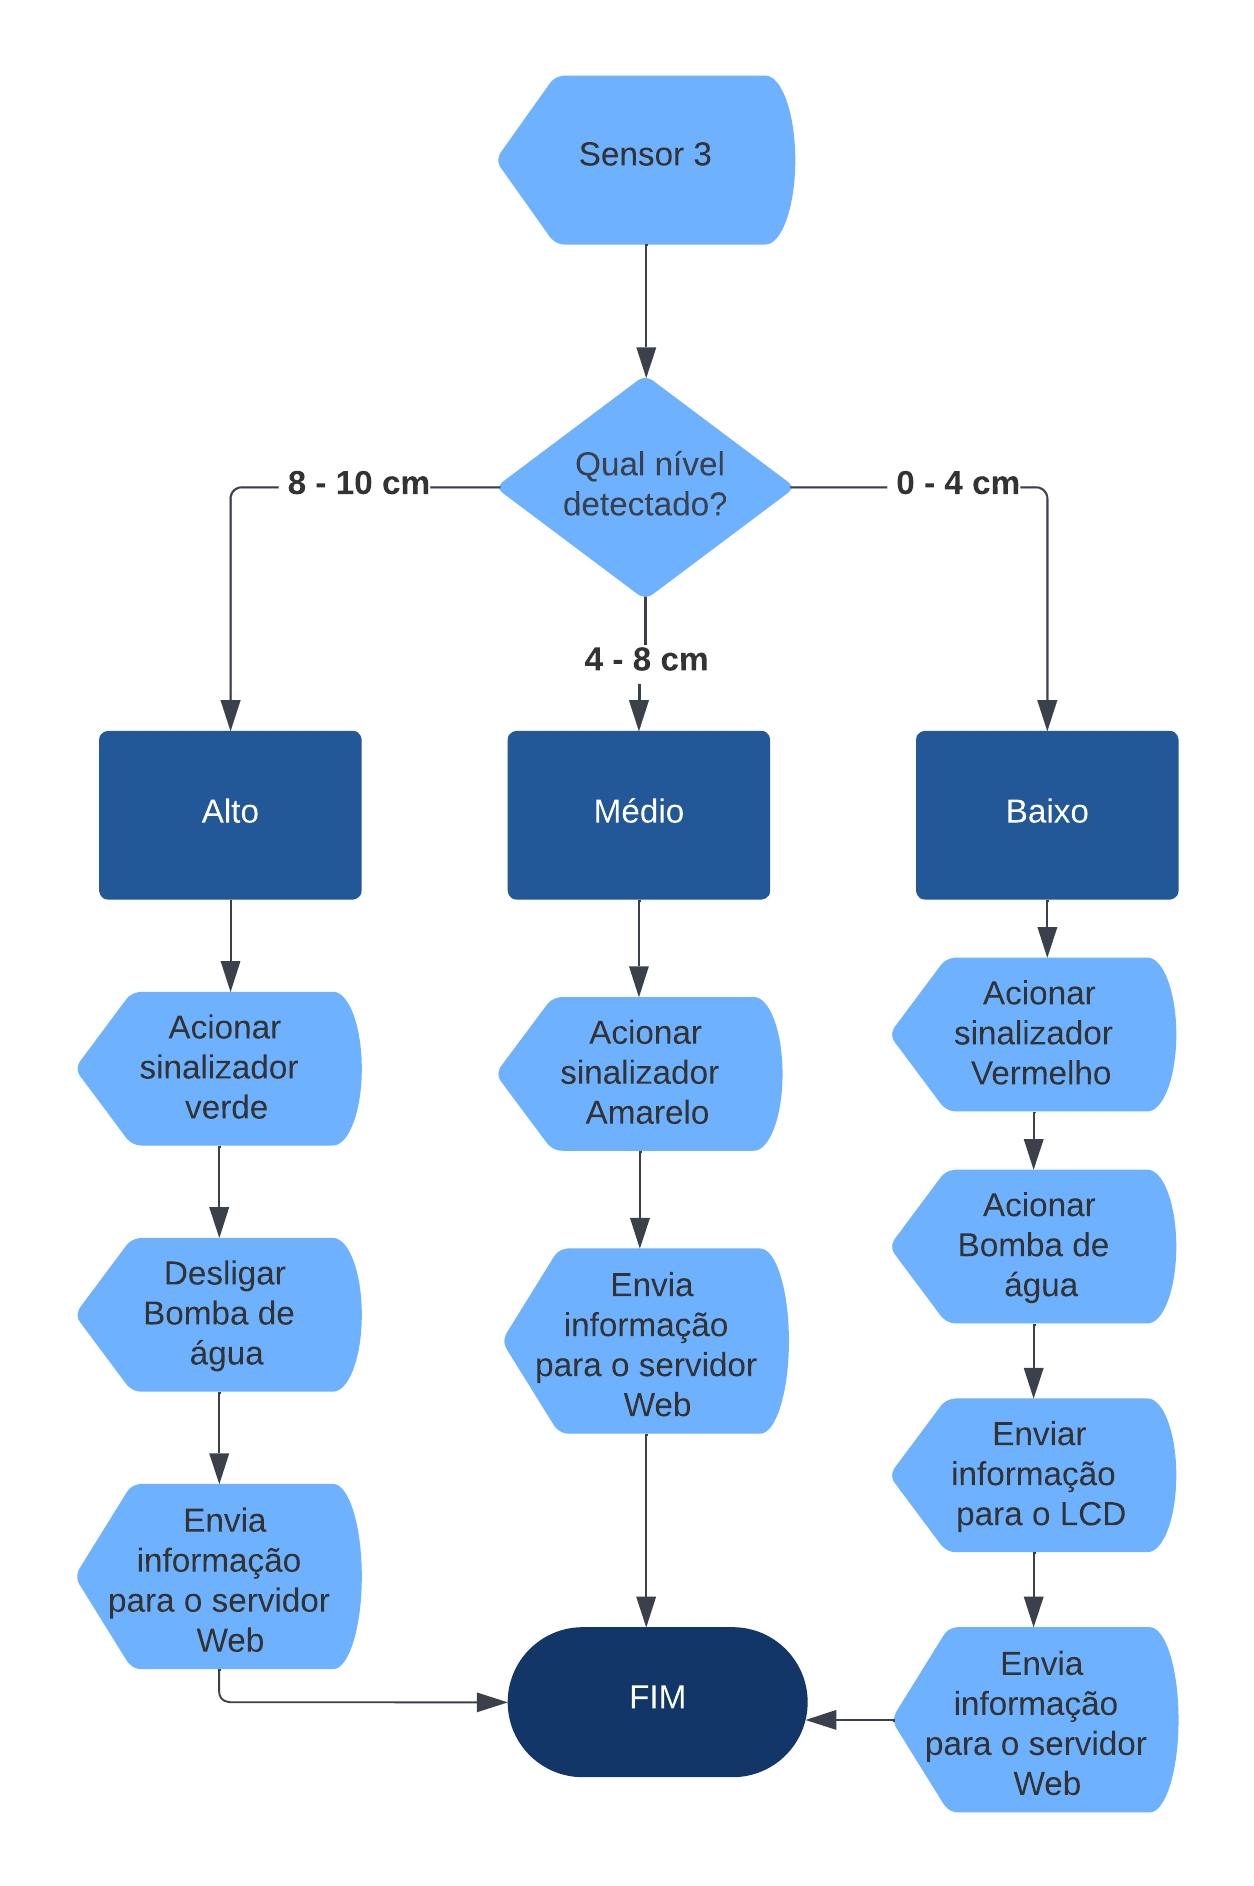 Sensor 3
Qual nível
detectado?
8 - 10 cm
0 - 4 cm
4 - 8 cm
Alto
Médio
Baixo
Acionar
sinalizador
verde
Desligar
Bomba de
água
Envia
informação
para o servidor
Web
Acionar
sinalizador
Amarelo
Envia
informação
para o servidor
Web
Acionar
sinalizador
Vermelho
Acionar
Bomba de
água
Enviar
informação
para o LCD
Envia
informação
para o servidor
Web
FIM